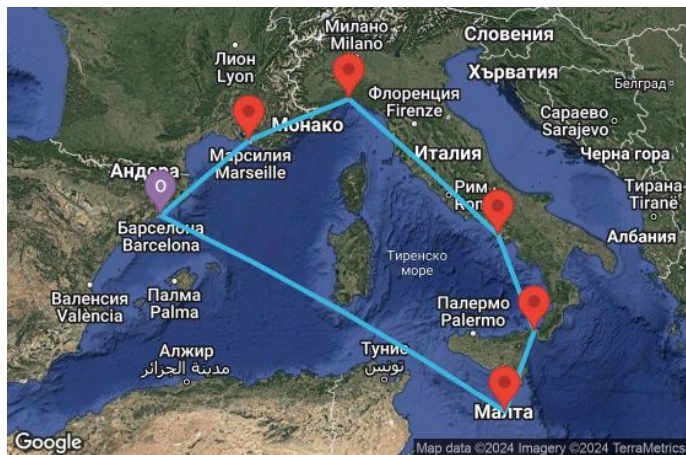 Милано
Milano
Словения
Лион
Lyon
Хърватия
Белград
Флоренция
Firenze
Монако
Сараево
Sarajevo
Марсилия
Marseille
Италия
Черна гора
Андора
Рим
Тирана
Tiranë
O
Барселона
Barcelona
Албания
Тиренско
море
Валенсия
València
Палма
Palma
Палермо
Palermo
Алжир
مدينة الجزائر
Тунис
تونس
Малта
Google
Map data ©2024 Imagery ©2024 TerraMetrics